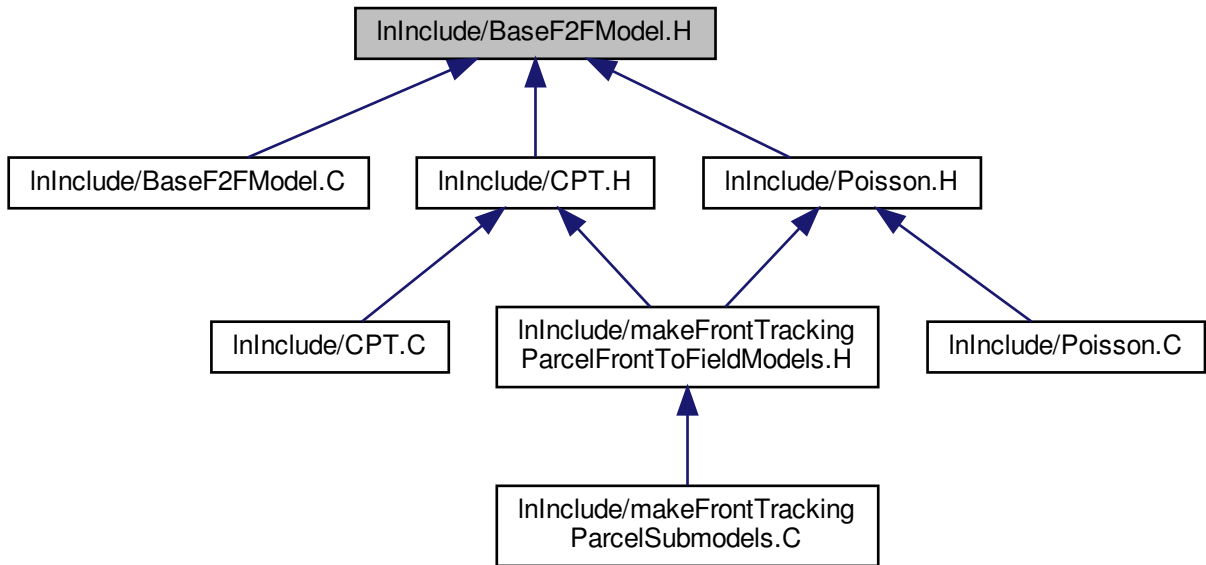 lnInclude/BaseF2FModel.H
lnInclude/BaseF2FModel.C
lnInclude/CPT.H
lnInclude/Poisson.H
lnInclude/CPT.C
lnInclude/makeFrontTracking
ParcelFrontToFieldModels.H
lnInclude/Poisson.C
lnInclude/makeFrontTracking
ParcelSubmodels.C